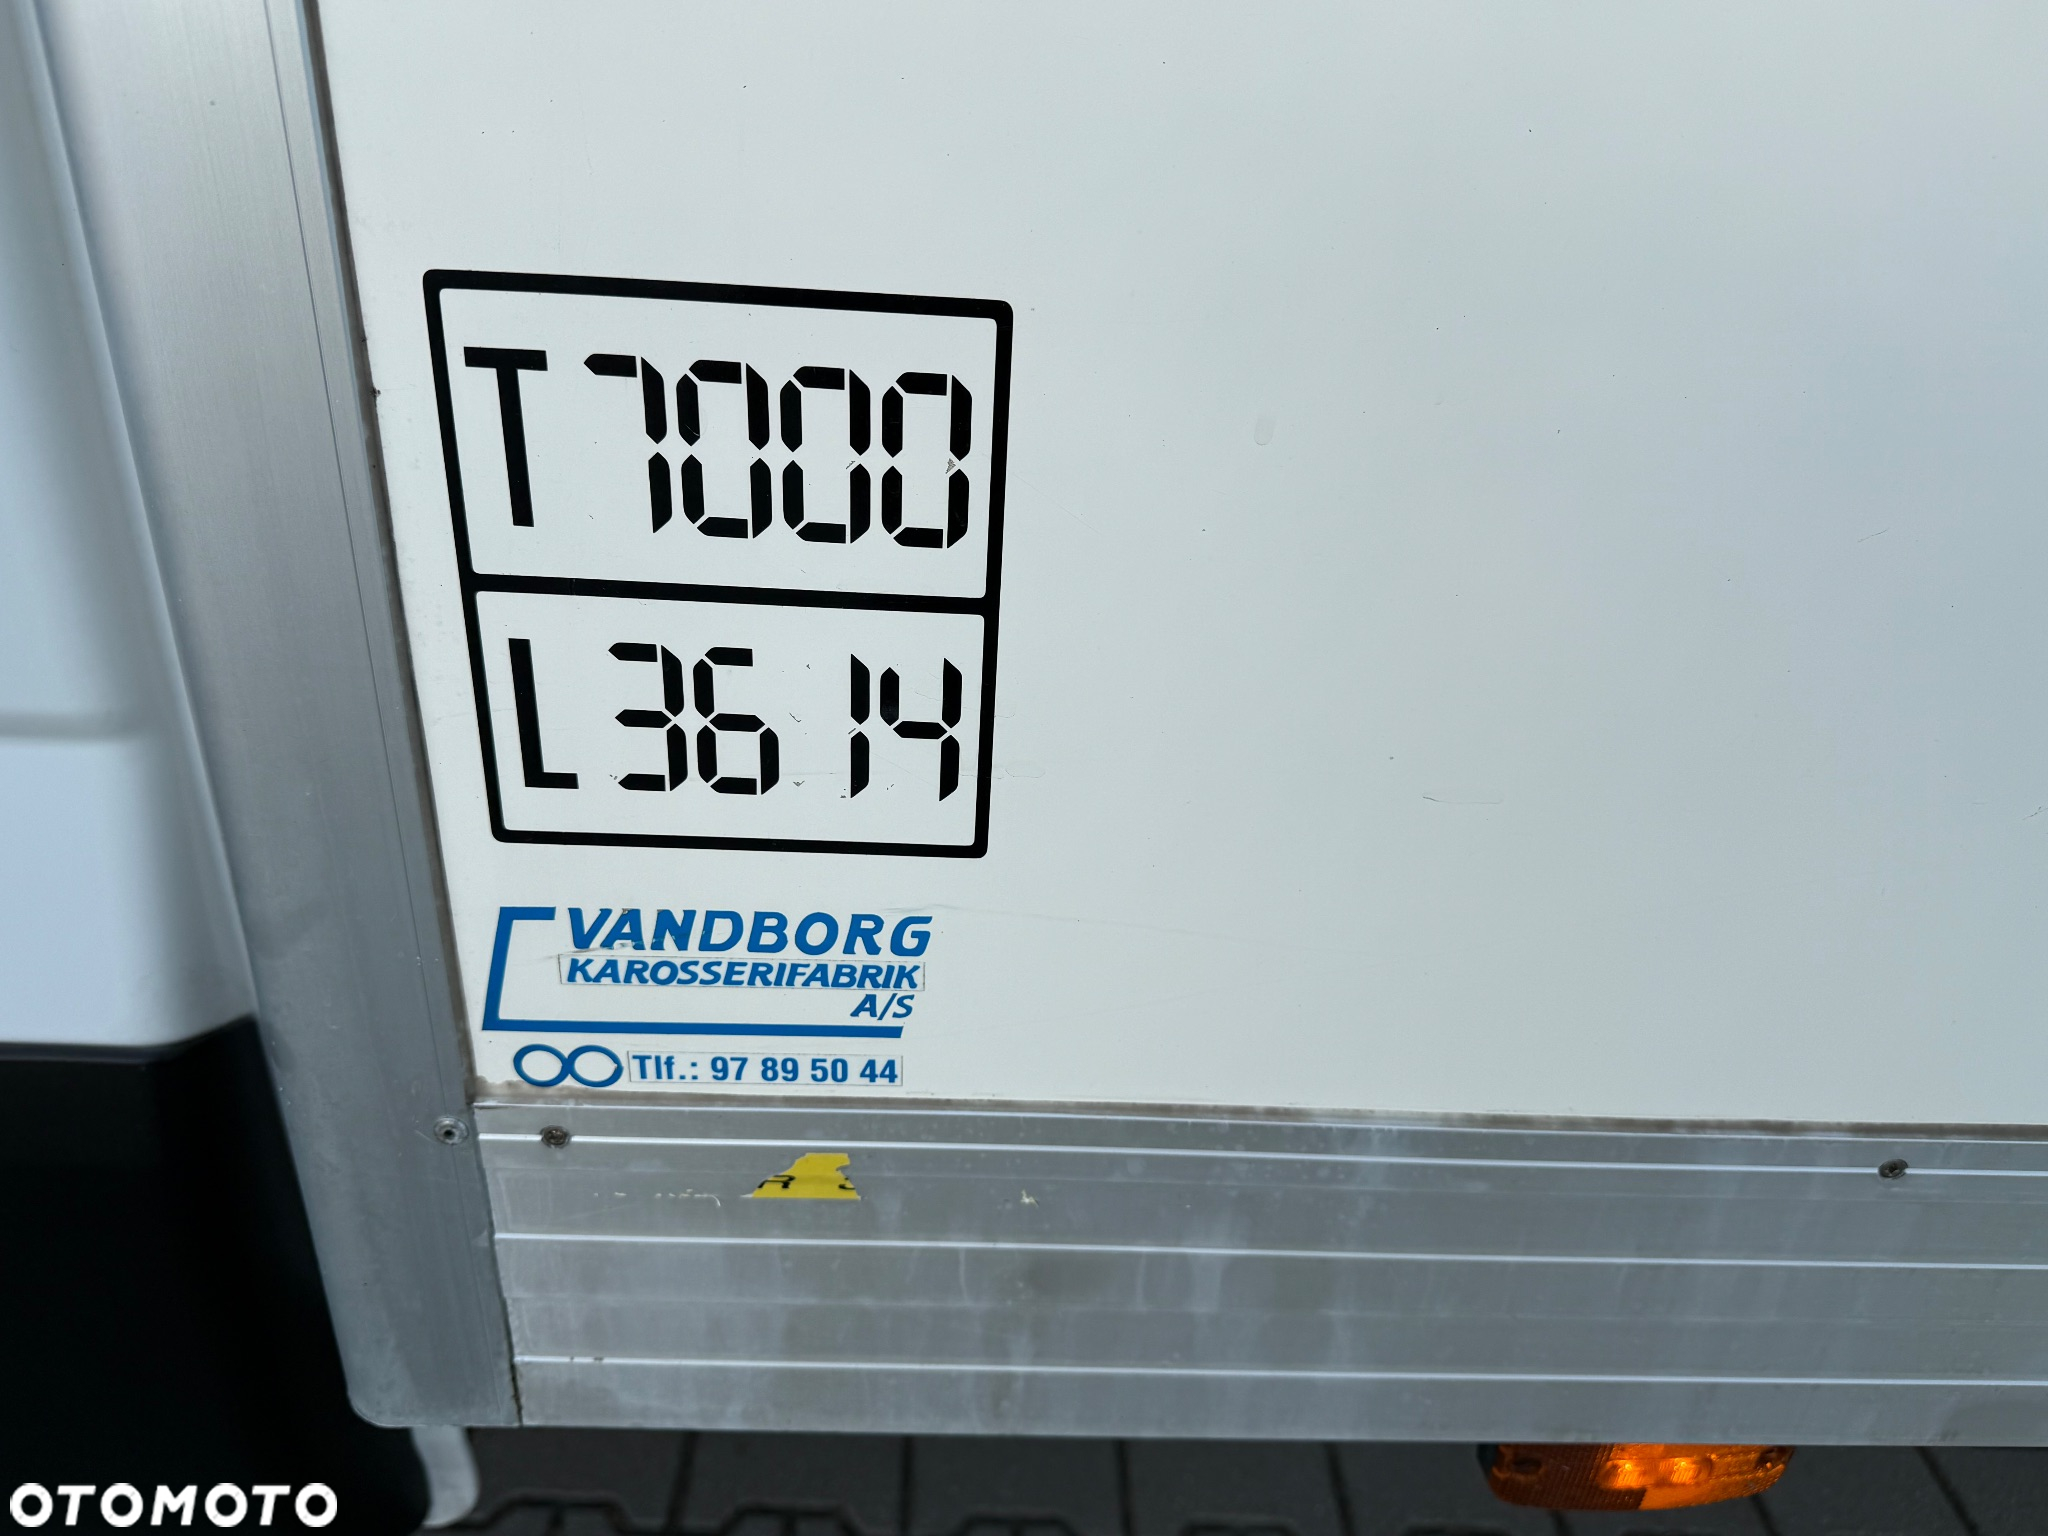 T7000
L3614
VANDBORG
KAROSSERIFABRIK
A/S
Tlf.: 97 89 50 44
OTOMOTO